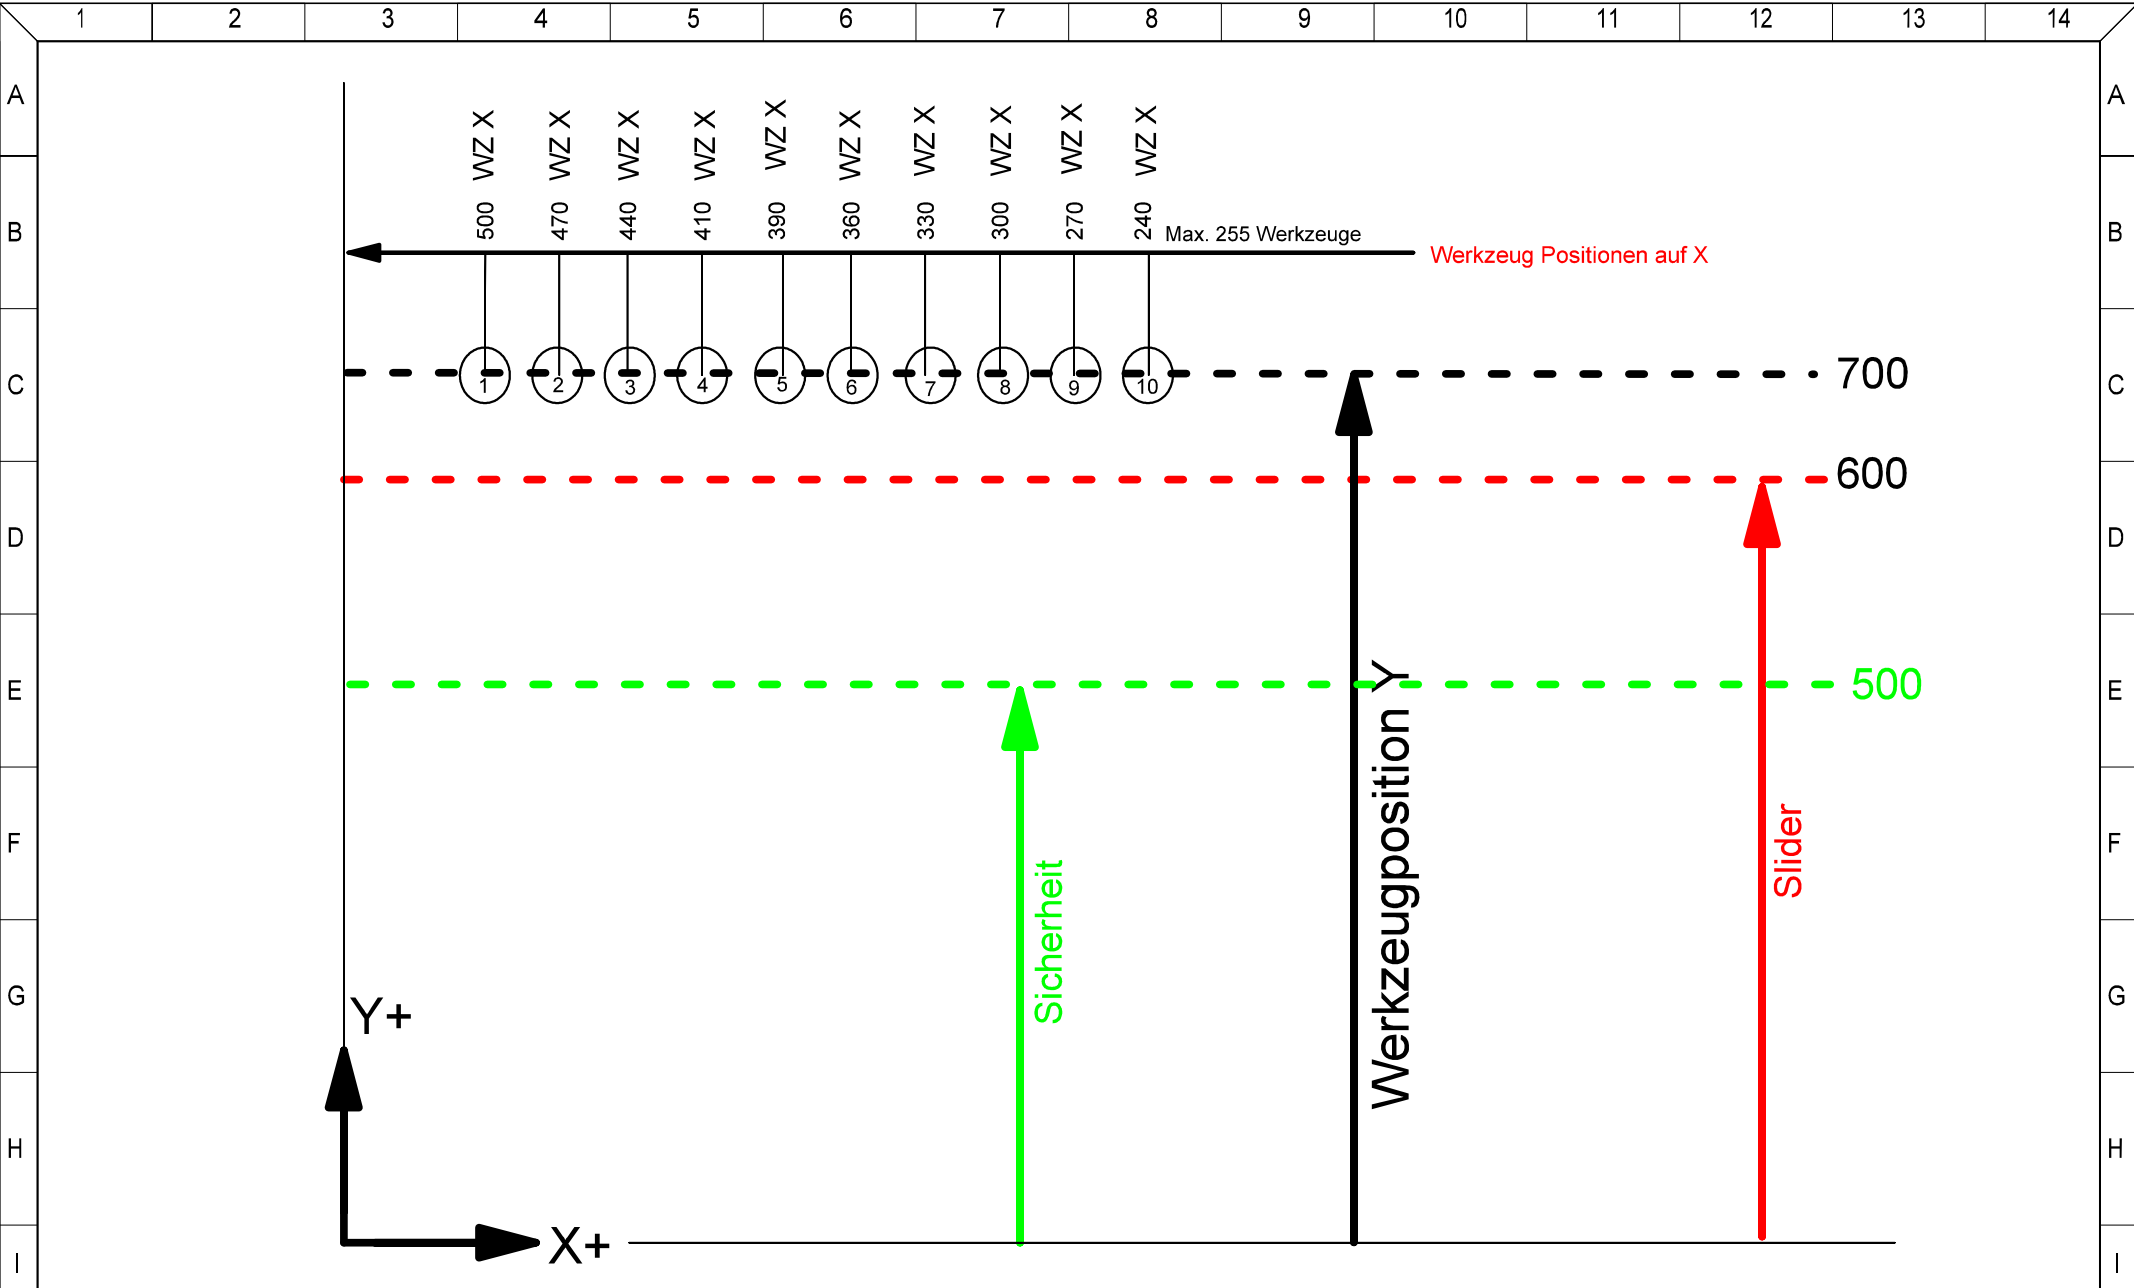 1 2 3 4 5 6 7 8 9 10 11 12 13 14
A A
WZ X WZ X WZ X WZ X WZ X WZ X WZ X WZ X WZ X WZ X
500 470 440 410 390 360 330 300 270 240
B B
Max. 255 Werkzeuge
Werkzeug Positionen auf X
C C
1 2 3 4 5 6 7 8 9 10
700
600
D D
E E
500
Werkzeugposition Y
Slider
Sicherheit
F F
G G
Y+
H H
X+
I I